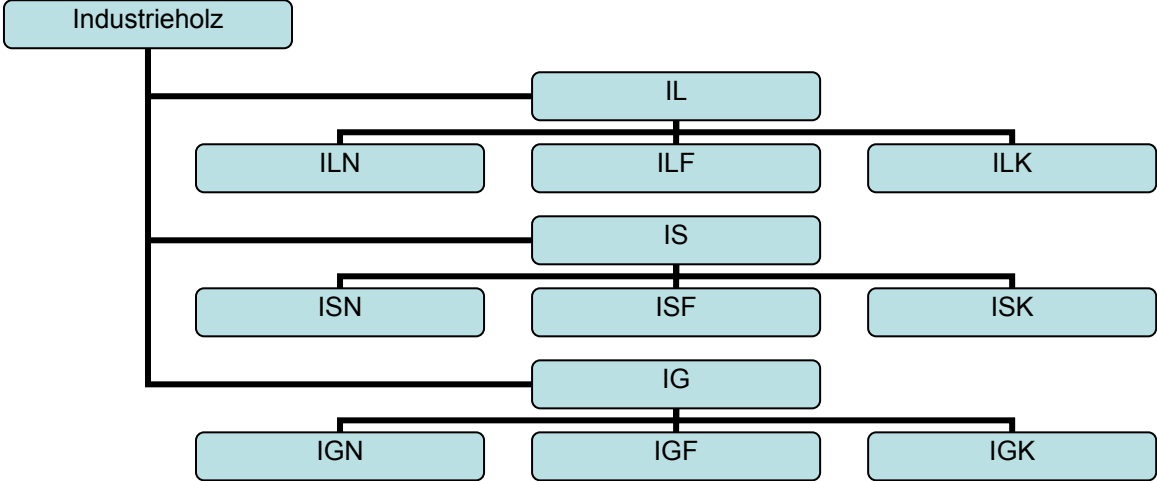 Industrieholz
IL
ILN
ILF
ILK
IS
ISN
ISF
ISK
IG
IGN
IGF
IGK